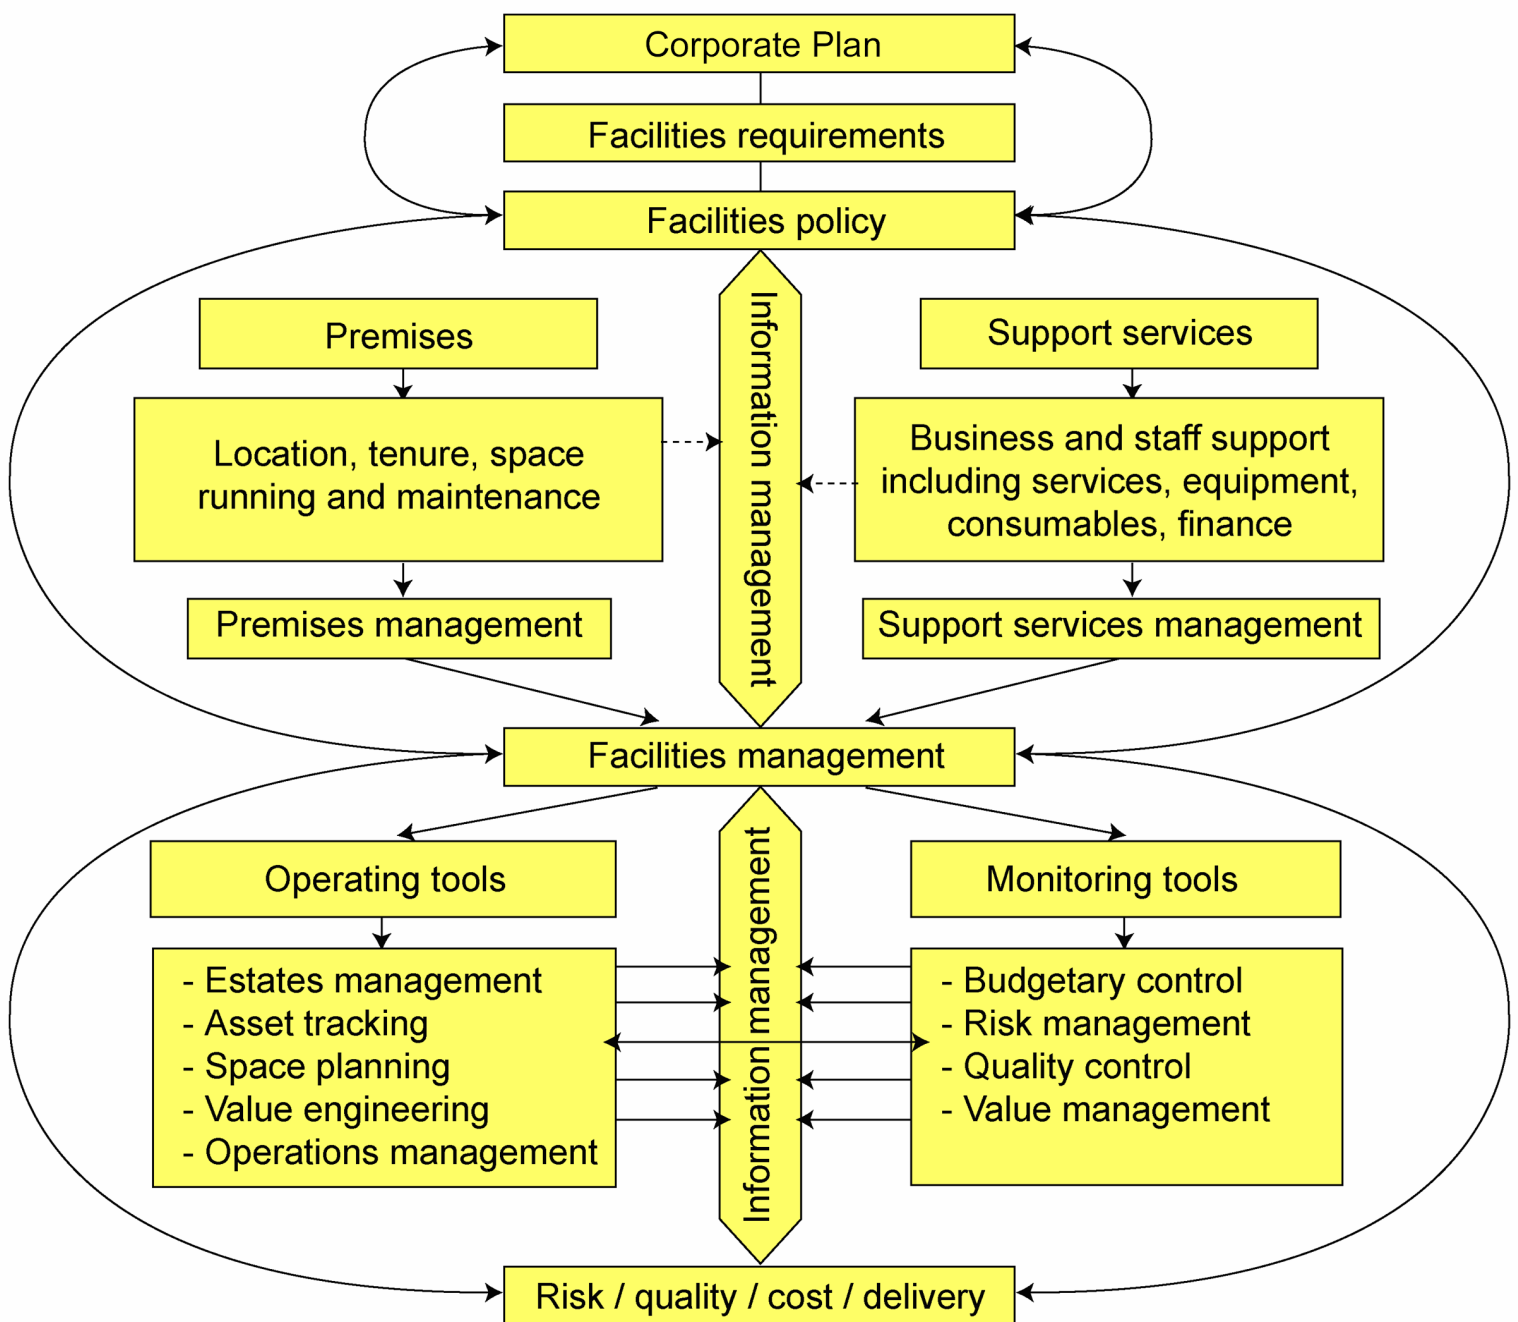 Corporate Plan
Facilities requirements
Facilities policy
Information management
Premises
Location, tenure, space
running and maintenance
Premises management
Support services
Business and staff support
including services, equipment,
consumables, finance
Support services management
Facilities management
Information management
Operating tools
- Estates management
- Asset tracking
- Space planning
- Value engineering
- Operations management
Monitoring tools
- Budgetary control
- Risk management
- Quality control
- Value management
Risk / quality / cost / delivery